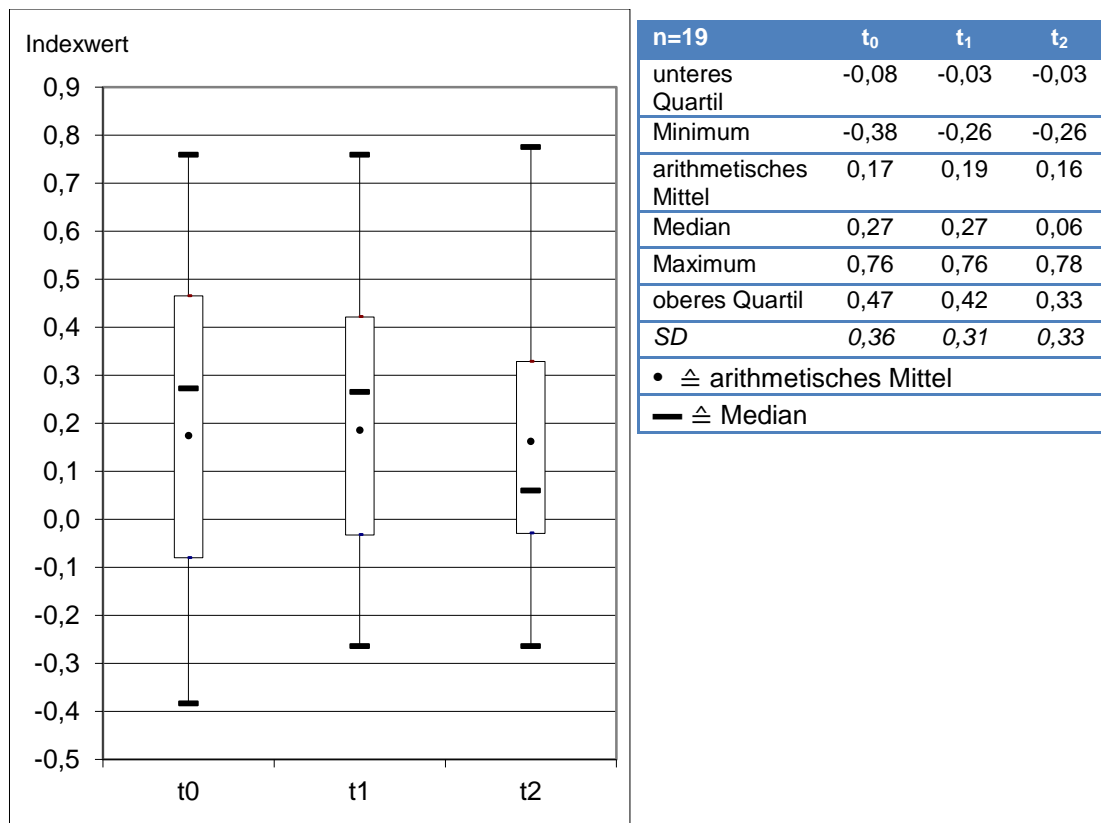 Indexwert
0,9
0,8
0,7
0,6
0,5
0,4
0,3
0,2
0,1
0,0
-0,1
-0,2
-0,3
-0,4
-0,5
t0 t1 t2
n=19 t₀ t₁ t₂
unteres -0,08 -0,03 -0,03
Quartil
Minimum -0,38 -0,26 -0,26
arithmetisches 0,17 0,19 0,16
Mittel
Median 0,27 0,27 0,06
Maximum 0,76 0,76 0,78
oberes Quartil 0,47 0,42 0,33
SD 0,36 0,31 0,33
• ≙ arithmetisches Mittel
━ ≙ Median